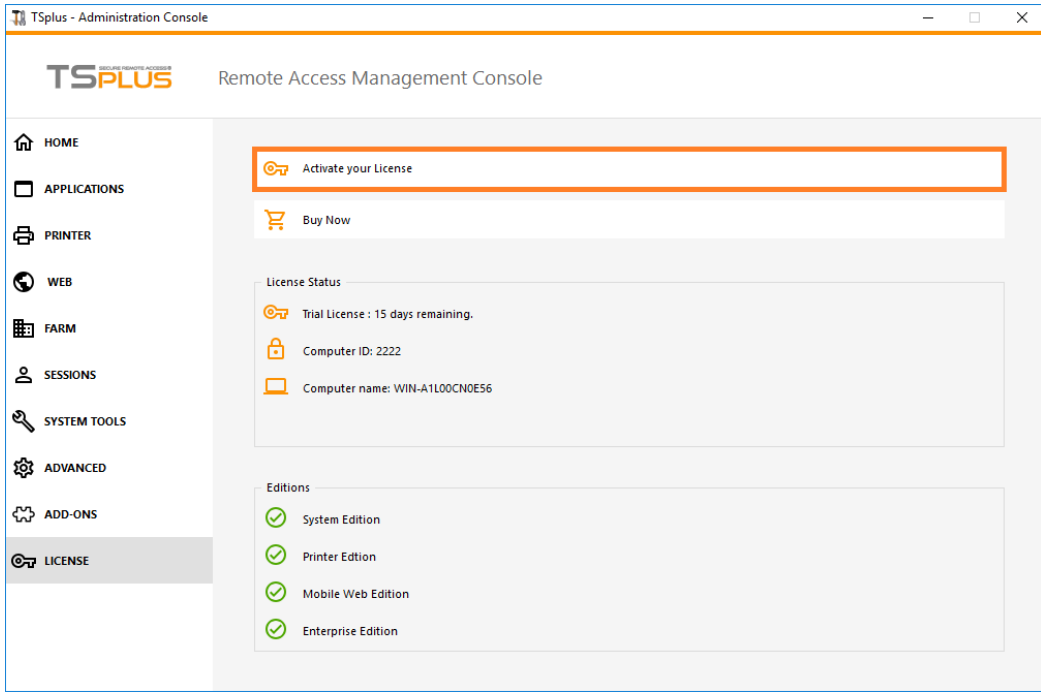 TSplus - Administration Console
SECURE REMOTE ACCESS®
TSPLUS
Remote Access Management Console
HOME
APPLICATIONS
PRINTER
WEB
FARM
SESSIONS
SYSTEM TOOLS
ADVANCED
ADD-ONS
LICENSE
Activate your License
Buy Now
License Status
Trial License : 15 days remaining.
Computer ID: 2222
Computer name: WIN-A1L00CN0E56
Editions
System Edition
Printer Edtion
Mobile Web Edition
Enterprise Edition